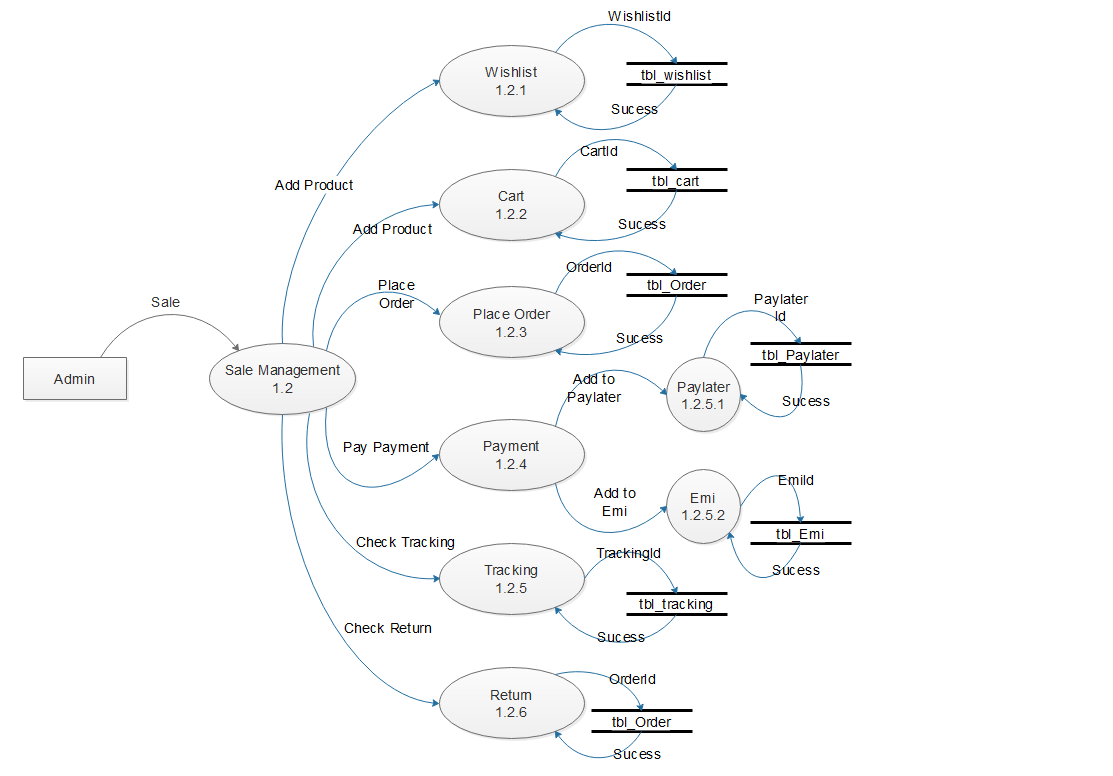 WishlistId
Wishlist
1.2.1
tbl_wishlist
Sucess
CartId
Add Product
Cart
1.2.2
tbl_cart
Add Product
Sucess
OrderId
Place
Order
tbl_Order
Sale
Place Order
1.2.3
Paylater
Id
Sucess
tbl_Paylater
Admin
Sale Management
1.2
Add to
Paylater
Paylater
1.2.5.1
Sucess
Pay Payment
Payment
1.2.4
Add to
Emi
Emi
1.2.5.2
EmiId
tbl_Emi
Sucess
Check Tracking
TrackingId
Tracking
1.2.5
tbl_tracking
Sucess
Check Return
OrderId
Return
1.2.6
tbl_Order
Sucess